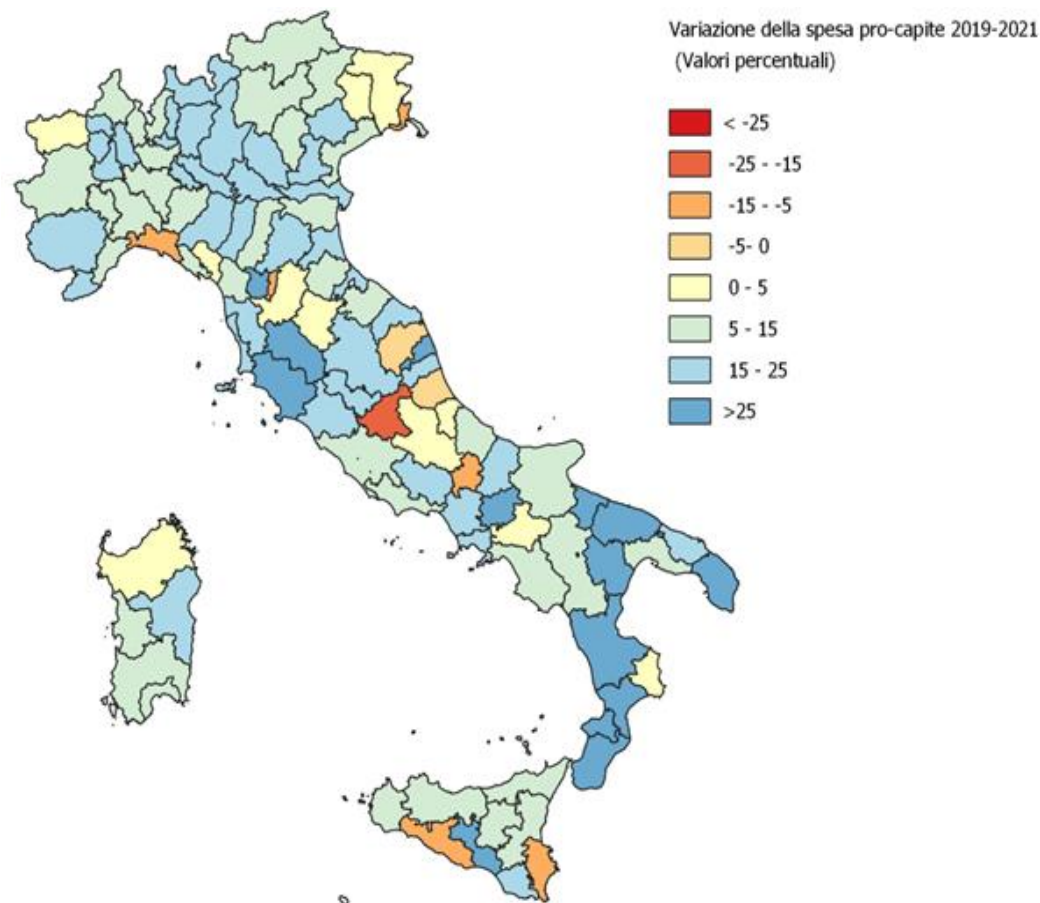 Variazione della spesa pro-capite 2019-2021
(Valori percentuali)
< -25
-25 - -15
-15 - -5
-5- 0
0 - 5
5 - 15
15 - 25
>25